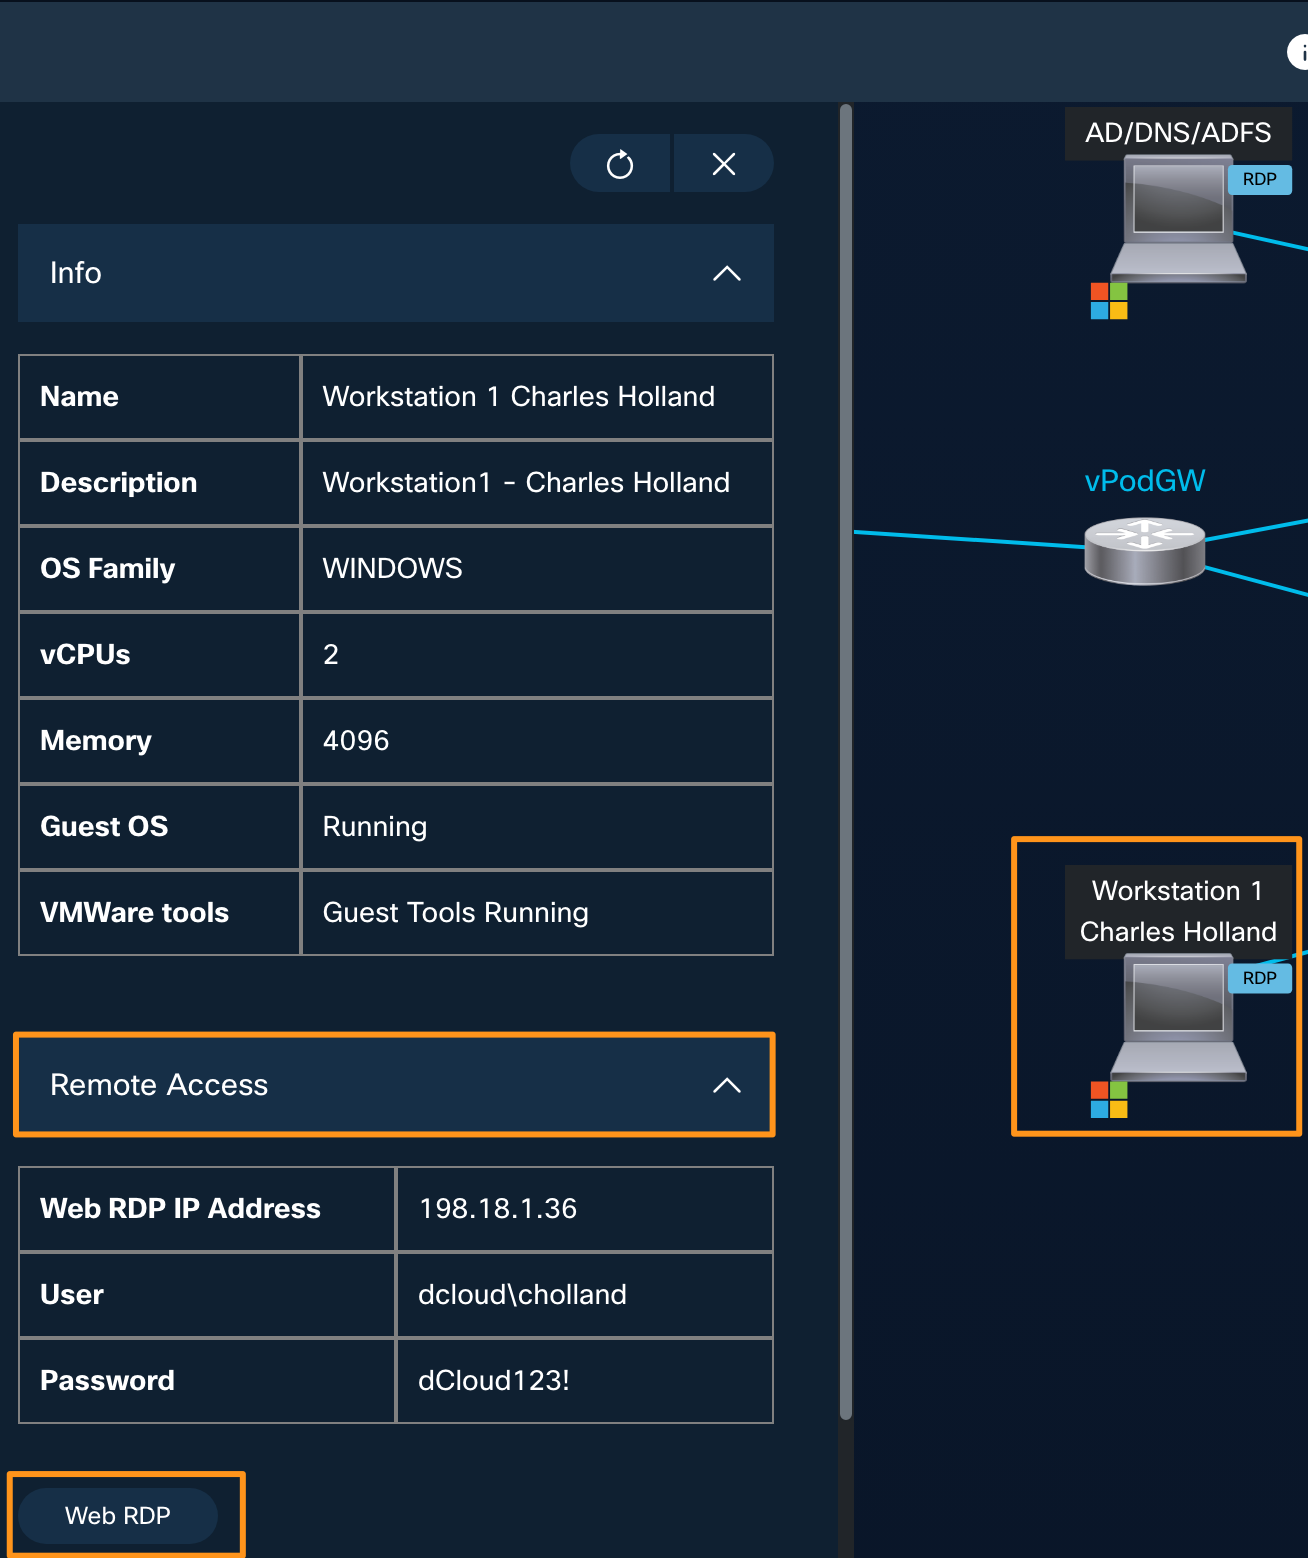 i
AD/DNS/ADFS
RDP
Info
Name Workstation 1 Charles Holland
Description Workstation1 - Charles Holland
OS Family WINDOWS
vCPUs 2
Memory 4096
Guest OS Running
VMWare tools Guest Tools Running
vPodGW
Workstation 1
Charles Holland
RDP
Remote Access
Web RDP IP Address 198.18.1.36
User dcloud\cholland
Password dCloud123!
Web RDP